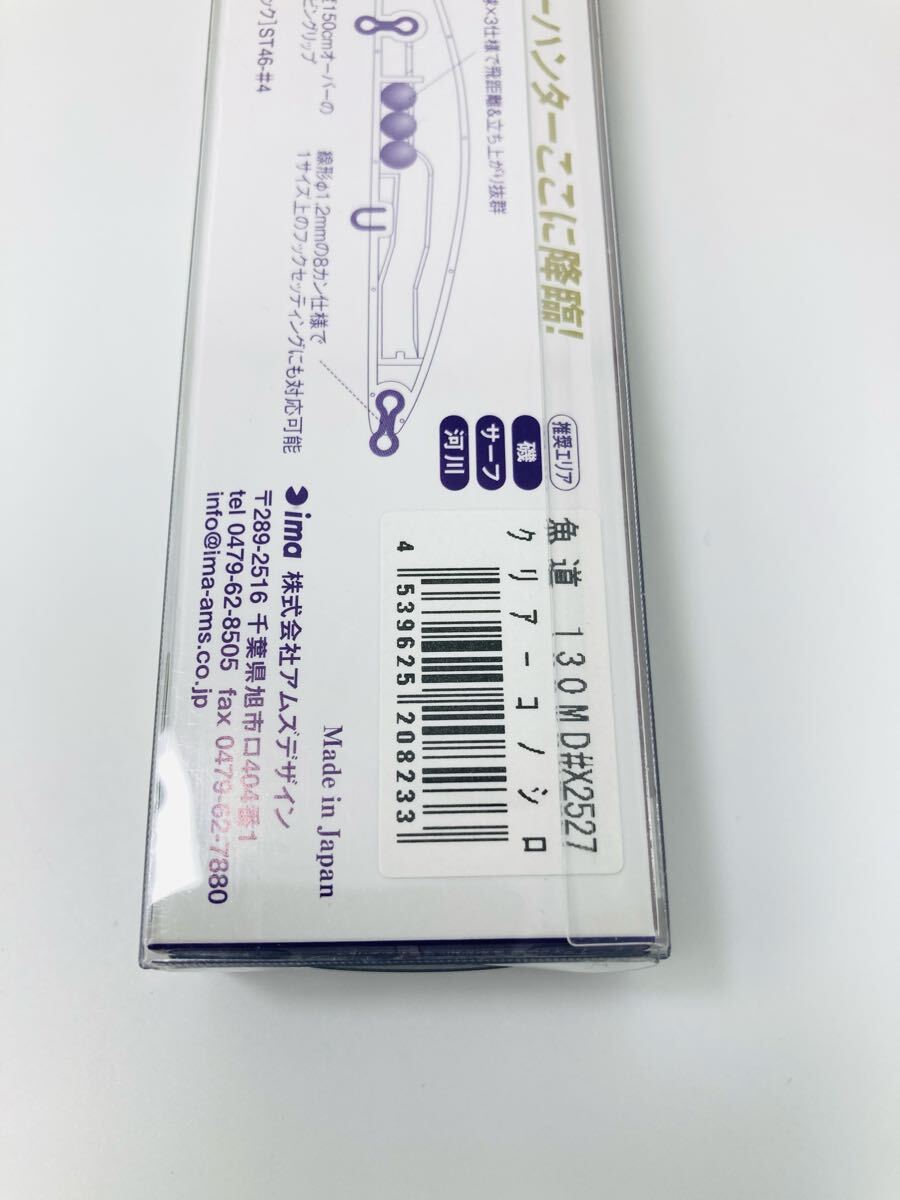 ーハンターここに降臨!
×3仕様で飛距離&立ち上がり抜群
150cmオーバーの
ピングリップ
ック]ST46-#4
線形φ1.2mmの8カン仕様で
1サイズ上のフックセッティングにも対応可能
推奨エリア
磯
サーフ
河川
ima 株式会社アムズデザイン
〒289-2516 千葉県旭市ロ404番1
tel 0479-62-8505 fax 0479-62-7880
info@ima-ams.co.jp
Made in Japan
魚道 130MD#X2527
クリアーコノシロ
4 539625 208233